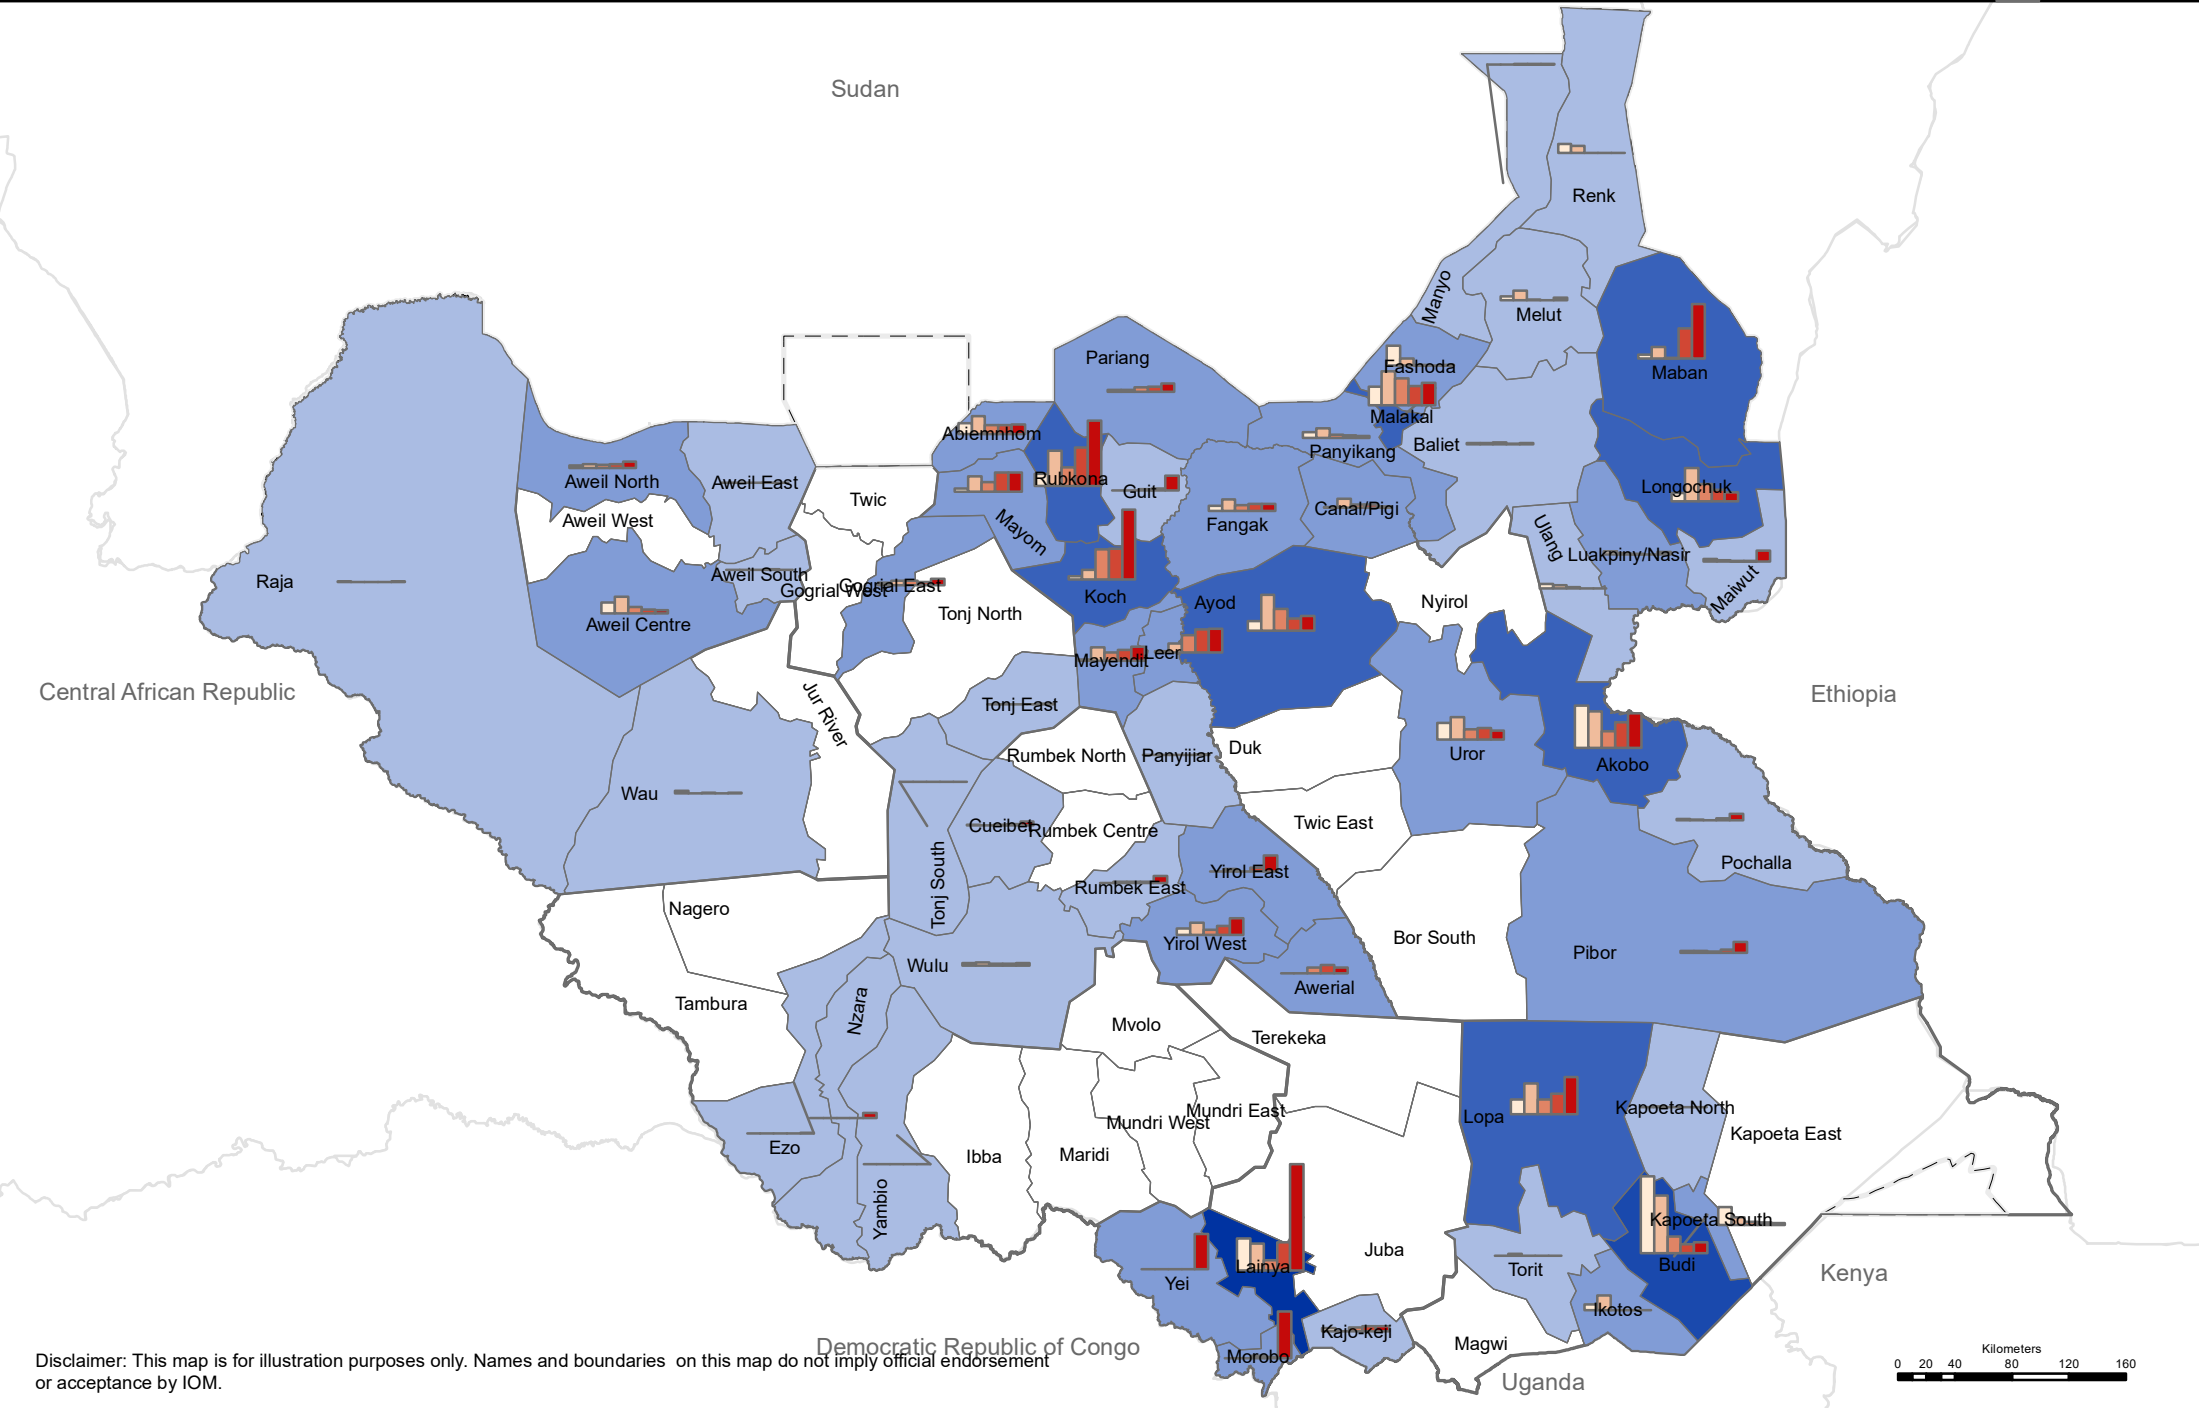 Sudan
Renk
Manyo
Melut
Maban
Pariang
Fashoda
Malakal
Abiemnhom
Panyikang
Baliet
Aweil North
Aweil East
Rubkona
Guit
Longochuk
Twic
Aweil West
Mayom
Fangak
Canal/Pigi
Ulang
Luakpiny/Nasir
Raja
Aweil South
Gogrial West
Gogrial East
Maiwut
Tonj North
Koch
Ayod
Nyirol
Aweil Centre
Mayendit
Leer
Central African Republic
Ethiopia
Jur River
Tonj East
Rumbek North
Panyijiar
Duk
Uror
Akobo
Wau
Cueibet
Rumbek Centre
Twic East
Pochalla
Tonj South
Yirol East
Rumbek East
Nagero
Yirol West
Bor South
Pibor
Wulu
Awerial
Tambura
Nzara
Mvolo
Terekeka
Mundri East
Mundri West
Lopa
Kapoeta North
Kapoeta East
Ezo
Ibba
Maridi
Yambio
Kapoeta South
Juba
Lainya
Budi
Torit
Yei
Kenya
Ikotos
Kajo-keji
Magwi
Morobo
Democratic Republic of Congo
Uganda
Disclaimer: This map is for illustration purposes only. Names and boundaries  on this map do not imply official endorsement
or acceptance by IOM.
Kilometers
0 20 40 80 120 160